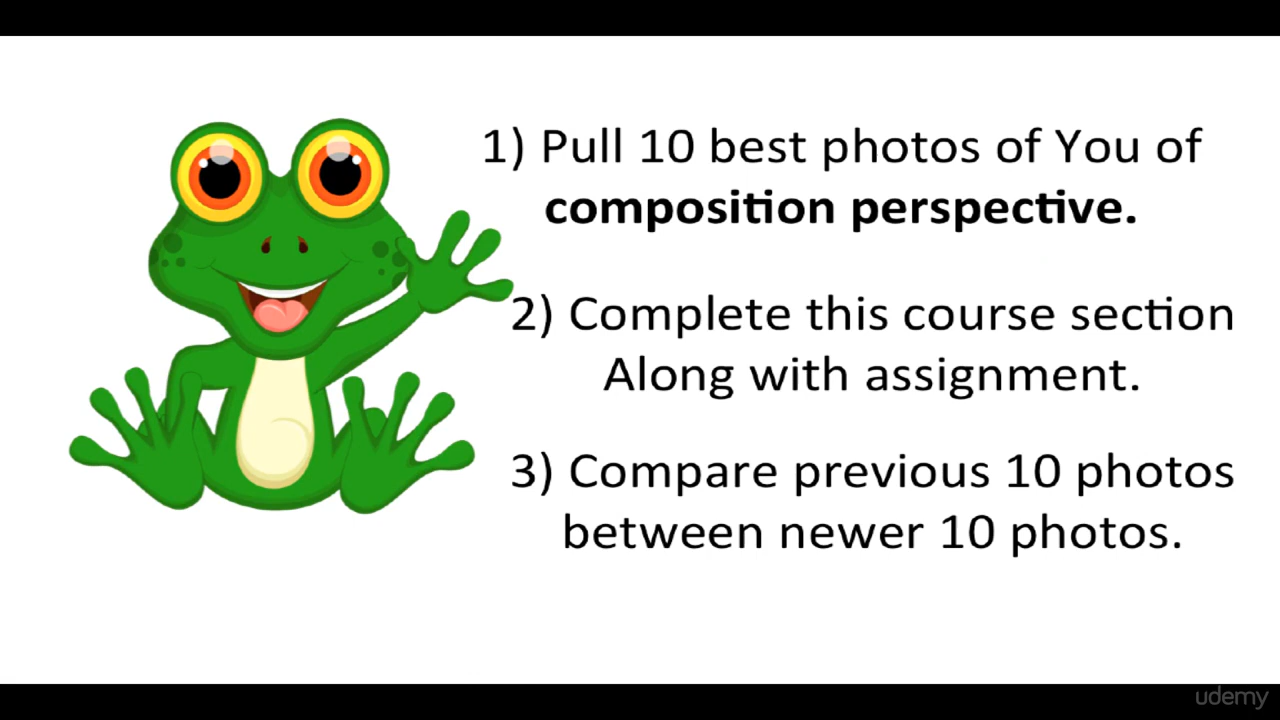 1) Pull 10 best photos of You of
composition perspective.
2) Complete this course section
Along with assignment.
3) Compare previous 10 photos
between newer 10 photos.
udemy